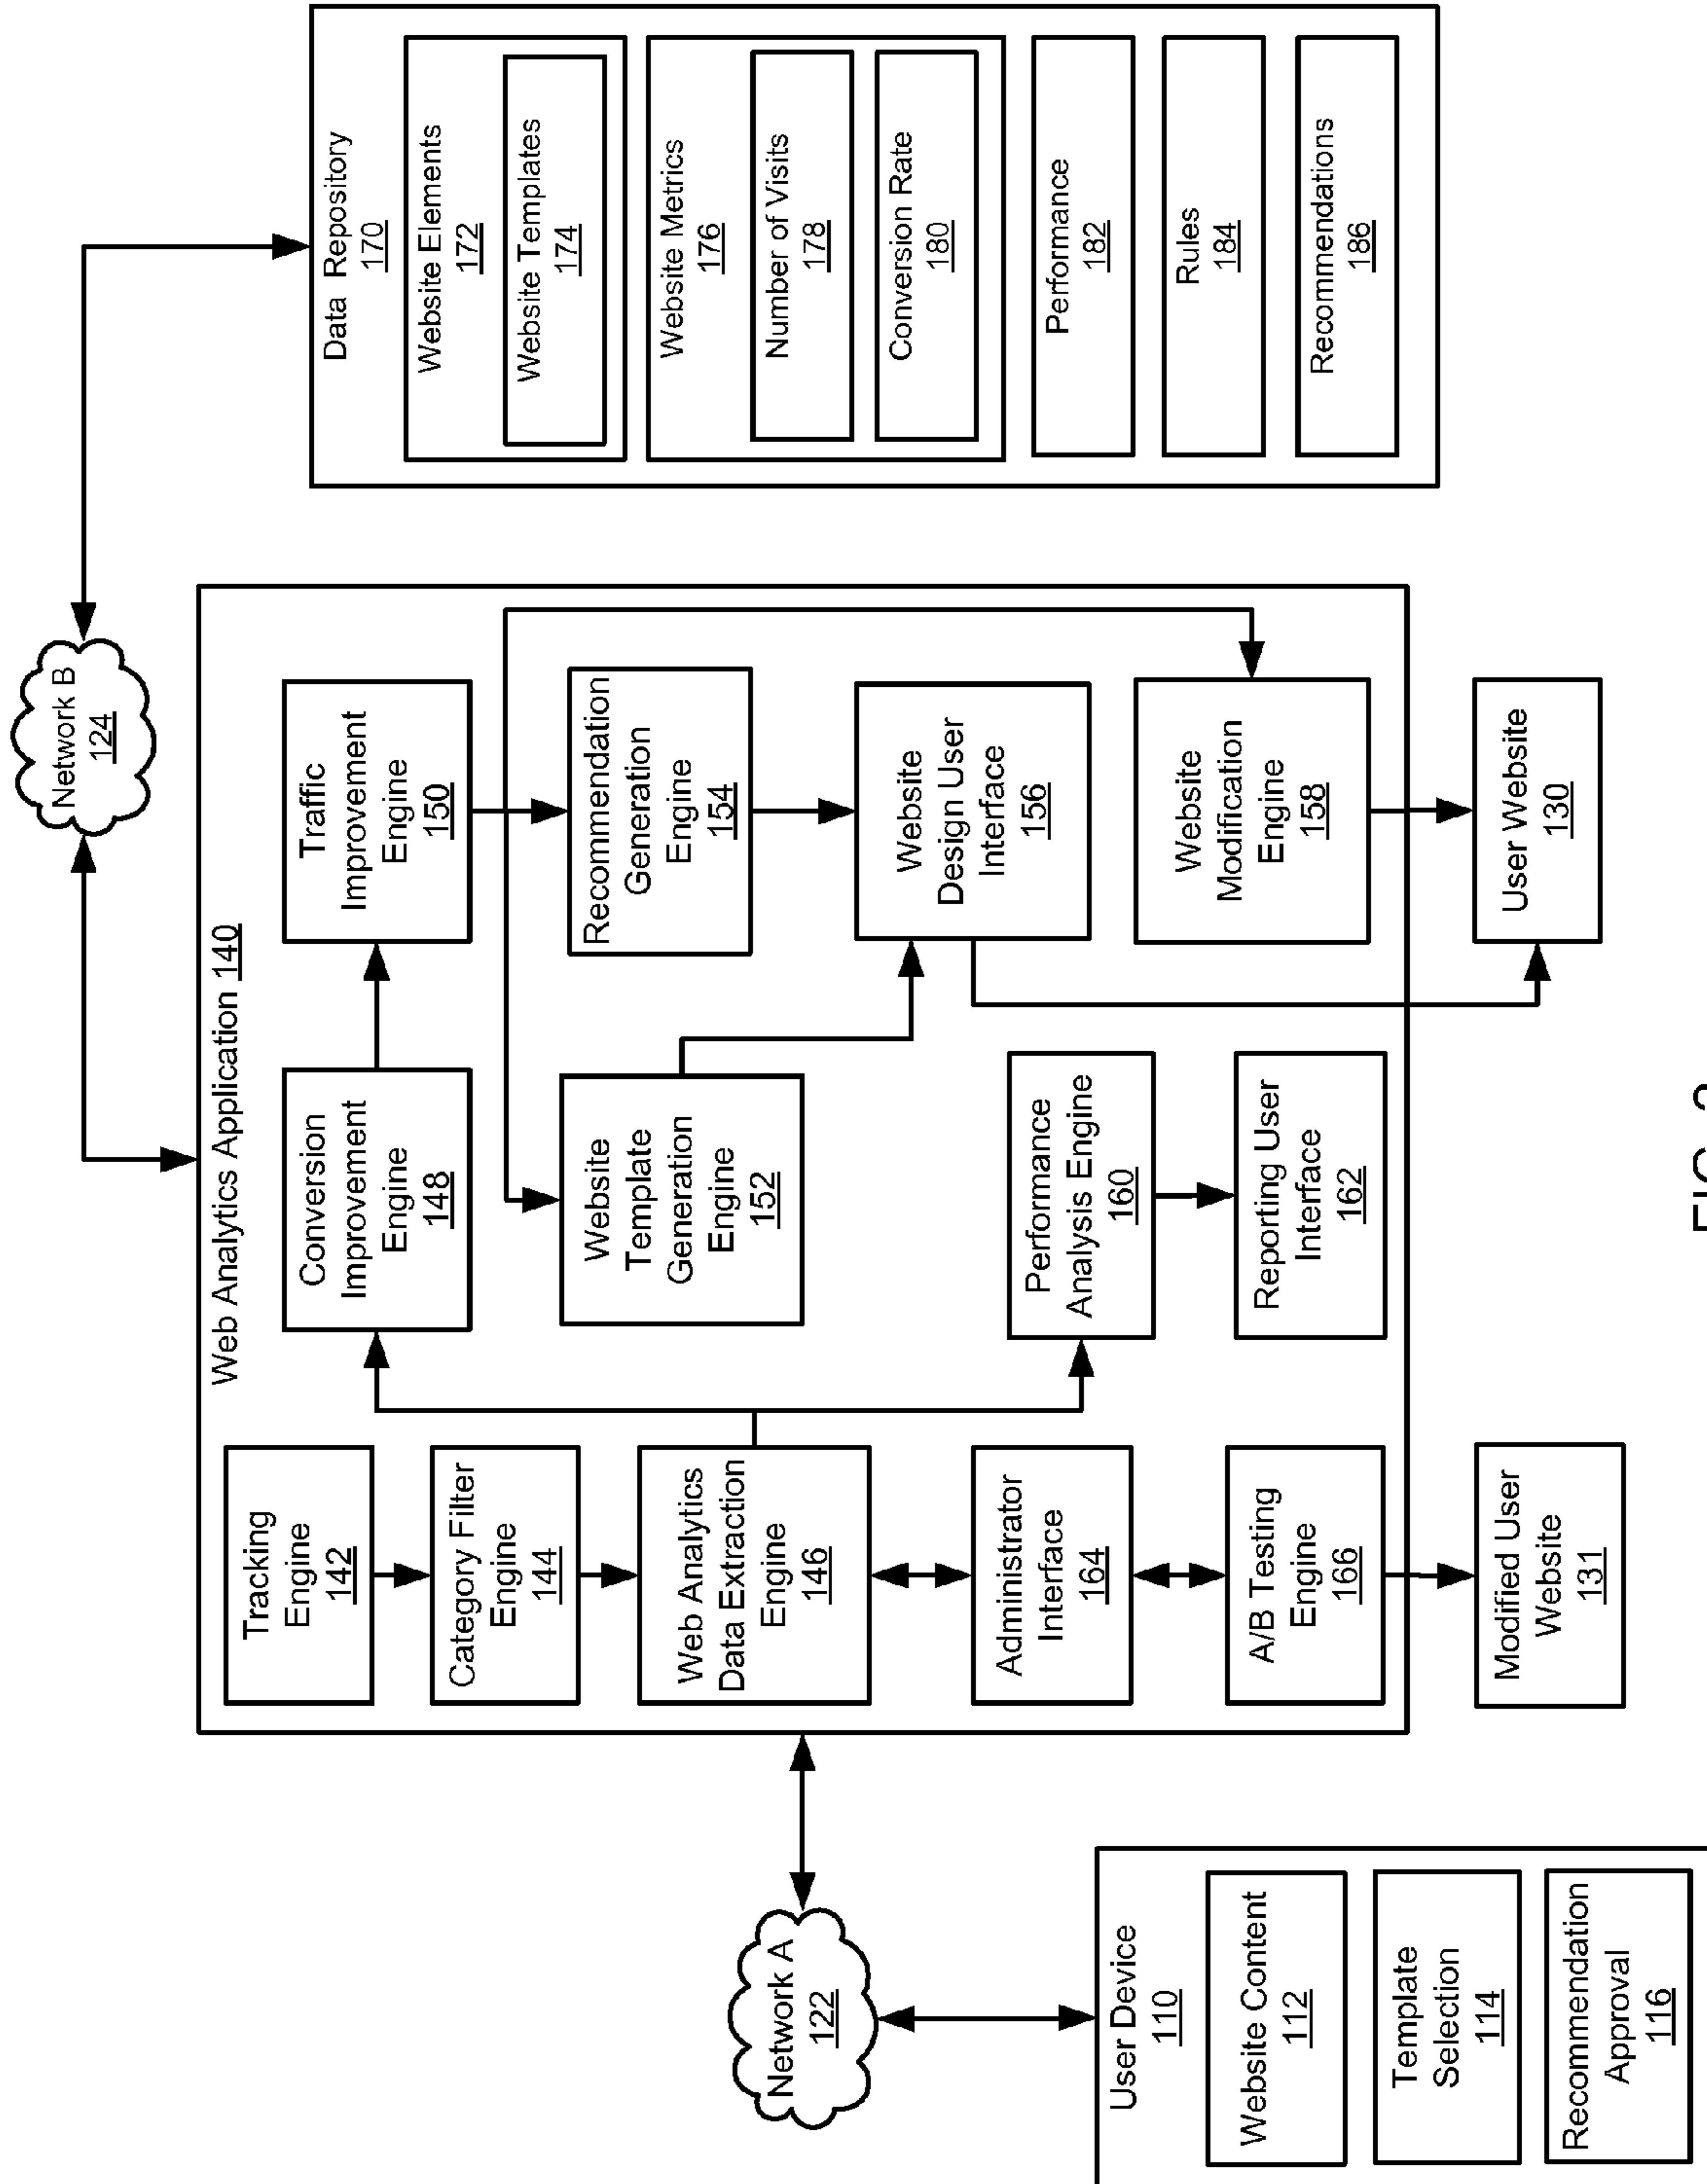 Network B
124
Web Analytics Application 140
Tracking
Engine
142
Category Filter
Engine
144
Web Analytics
Data Extraction
Engine
146
Administrator
Interface
164
A/B Testing
Engine
166
Conversion
Improvement
Engine
148
Traffic
Improvement
Engine
150
Website
Template
Generation
Engine
152
Recommendation
Generation
Engine
154
Website
Design User
Interface
156
Performance
Analysis Engine
160
Reporting User
Interface
162
Website
Modification
Engine
158
Modified User
Website
131
User Website
130
Data Repository
170
Website Elements
172
Website Templates
174
Website Metrics
176
Number of Visits
178
Conversion Rate
180
Performance
182
Rules
184
Recommendations
186
Network A
122
User Device
110
Website Content
112
Template
Selection
114
Recommendation
Approval
116
FIG.